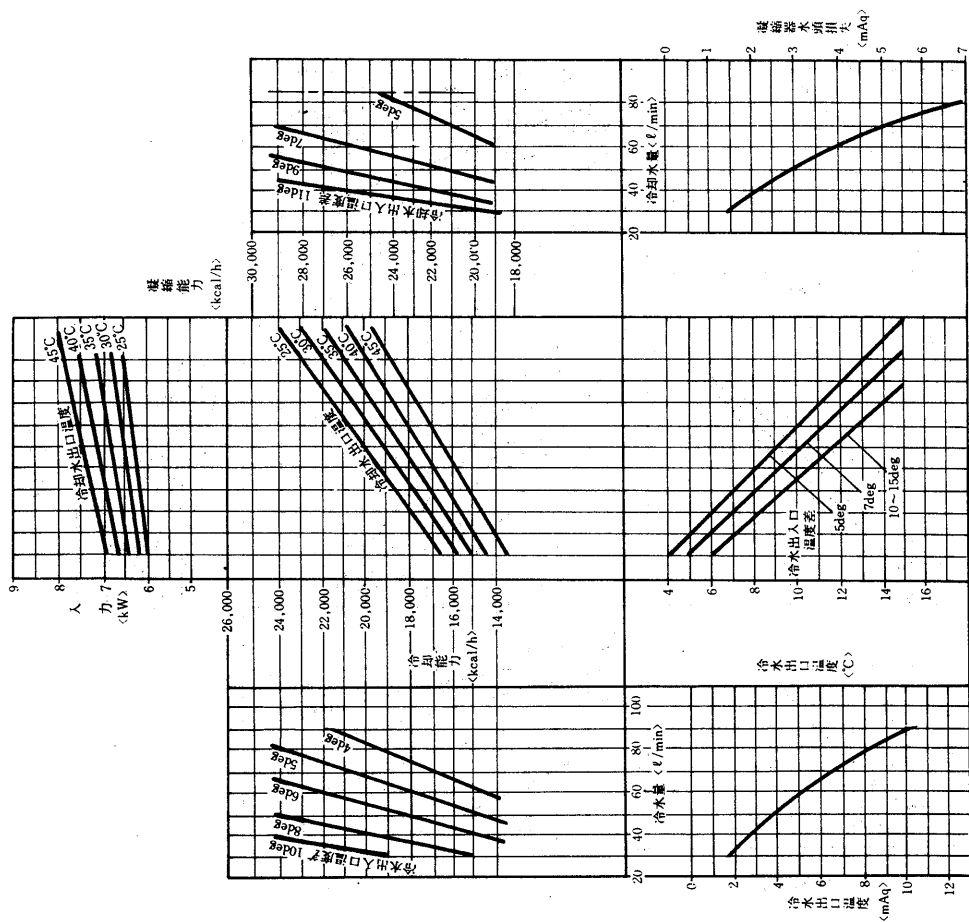 9
8
7
6
5
入力
<kW>
冷却水出口温度
45°C
40°C
35°C
30°C
25°C
凝縮能力
<kcal/h>
30,000
28,000
26,000
24,000
22,000
20,000
18,000
冷却水出入口温度差
11deg
9deg
7deg
5deg
26,000
24,000
22,000
20,000
18,000
16,000
14,000
冷却能力
<kcal/h>
冷却水出口温度
25°C
30°C
35°C
40°C
45°C
冷水出入口温度
10deg
8deg
6deg
5deg
4deg
20
40
60
80
100
冷水量<ℓ/min>
0
2
4
6
8
10
12
冷水出口温度
<mAq>
4
6
8
10
12
14
16
冷水出口温度
<°C>
冷水出入口
温度差
5deg
7deg
10～15deg
20
40
60
80
冷却水量<ℓ/min>
0
1
2
3
4
5
6
7
凝縮器水頭損失
<mAq>